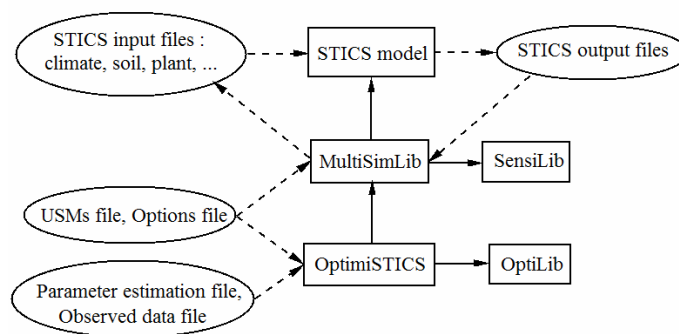 STICS input files :
climate, soil, plant, ...
STICS model
STICS output files
MultiSimLib
SensiLib
USMs file, Options file
OptimiSTICS
OptiLib
Parameter estimation file,
Observed data file